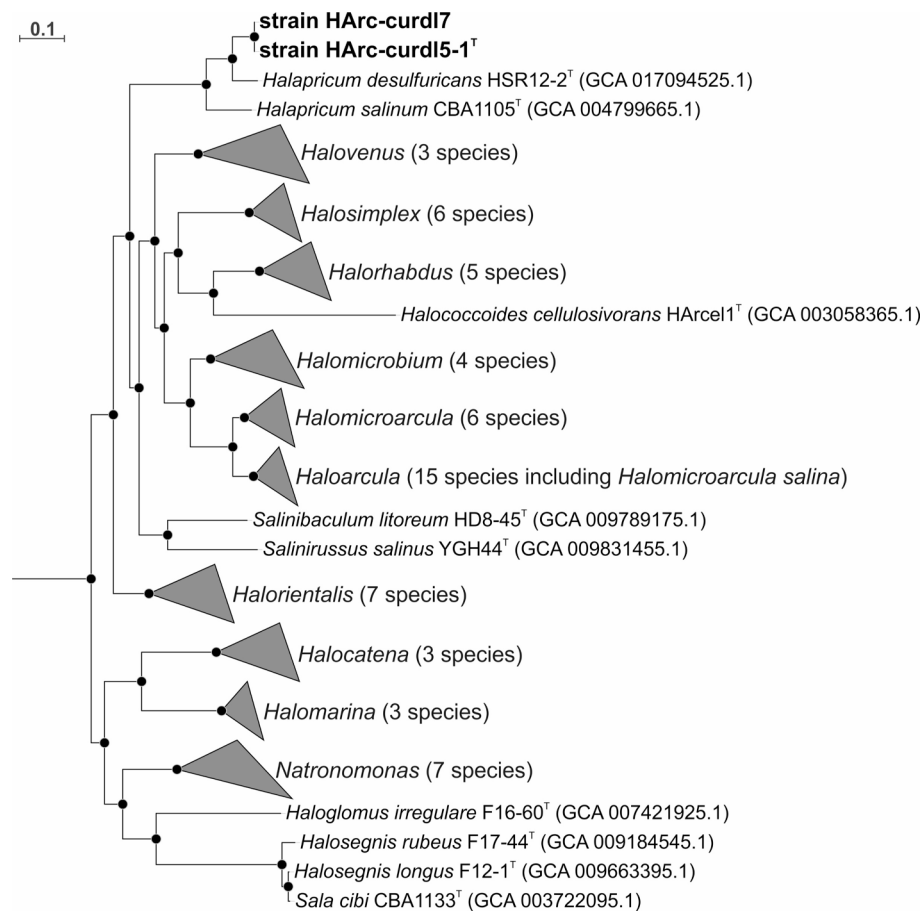 0.1
strain HArc-curdl7
strain HArc-curdl5-1ᵀ
Halapricum desulfuricans HSR12-2ᵀ (GCA 017094525.1)
Halapricum salinum CBA1105ᵀ (GCA 004799665.1)
Halovenus (3 species)
Halosimplex (6 species)
Halorhabdus (5 species)
Halococcoides cellulosivorans HArcel1ᵀ (GCA 003058365.1)
Halomicrobium (4 species)
Halomicroarcula (6 species)
Haloarcula (15 species including Halomicroarcula salina)
Salinibaculum litoreum HD8-45ᵀ (GCA 009789175.1)
Salinirussus salinus YGH44ᵀ (GCA 009831455.1)
Halorientalis (7 species)
Halocatena (3 species)
Halomarina (3 species)
Natronomonas (7 species)
Haloglomus irregulare F16-60ᵀ (GCA 007421925.1)
Halosegnis rubeus F17-44ᵀ (GCA 009184545.1)
Halosegnis longus F12-1ᵀ (GCA 009663395.1)
Sala cibi CBA1133ᵀ (GCA 003722095.1)